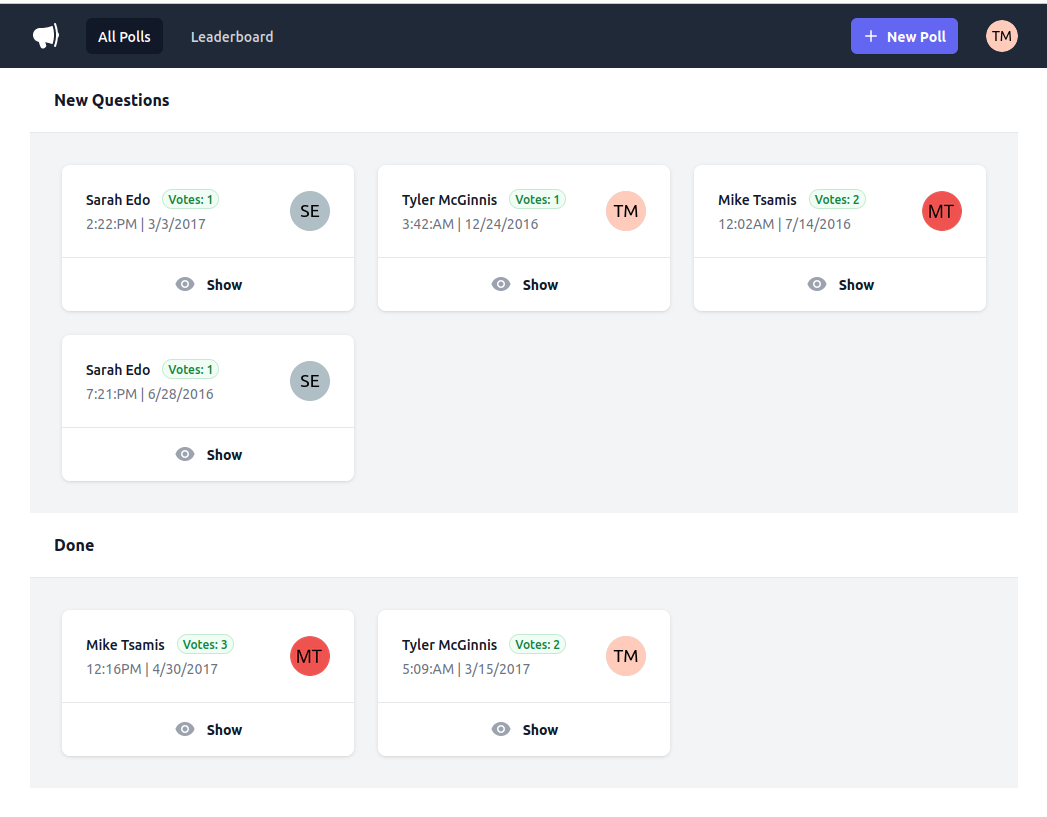 All Polls
Leaderboard
+ New Poll
TM
New Questions
Sarah Edo Votes: 1
2:22:PM | 3/3/2017
SE
Show
Tyler McGinnis Votes: 1
3:42:AM | 12/24/2016
TM
Show
Mike Tsamis Votes: 2
12:02AM | 7/14/2016
MT
Show
Sarah Edo Votes: 1
7:21:PM | 6/28/2016
SE
Show
Done
Mike Tsamis Votes: 3
12:16PM | 4/30/2017
MT
Show
Tyler McGinnis Votes: 2
5:09:AM | 3/15/2017
TM
Show